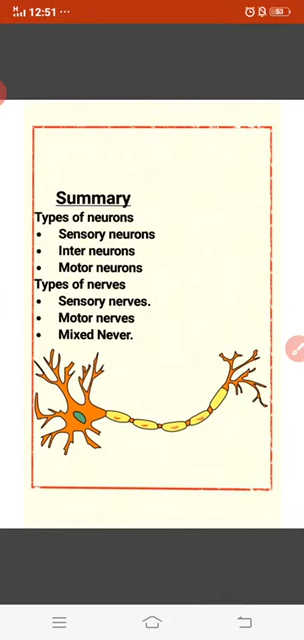 12:51 ...
53
Summary
Types of neurons
• Sensory neurons
• Inter neurons
• Motor neurons
Types of nerves
• Sensory nerves.
• Motor nerves
• Mixed Never.